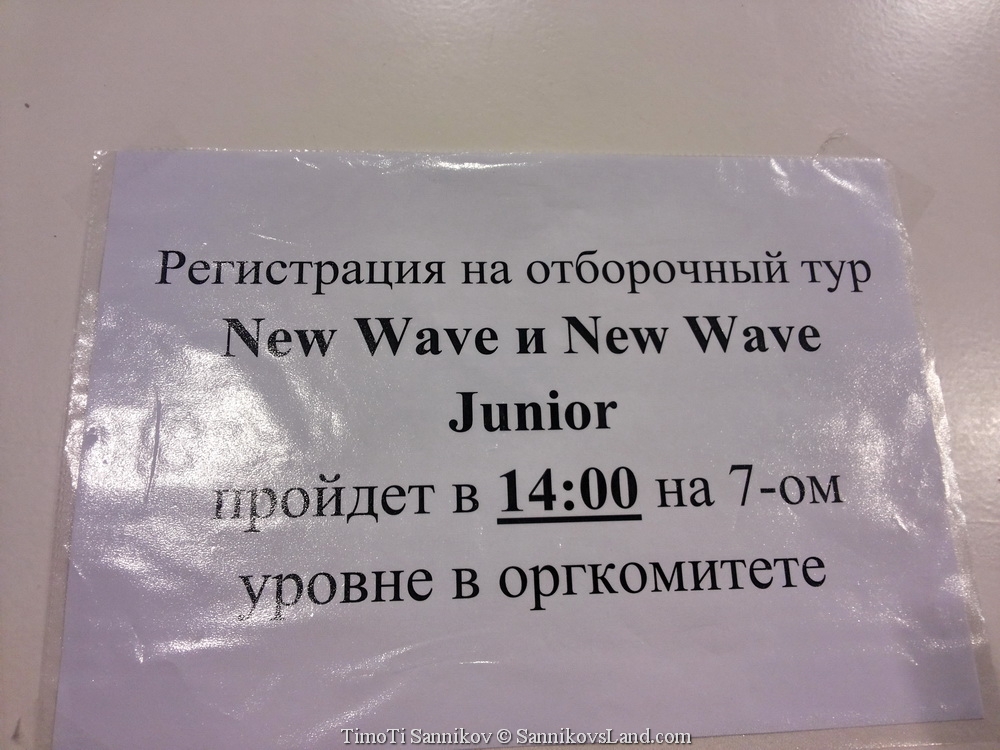 Регистрация на отборочный тур
New Wave и New Wave
Junior
пройдет в 14:00 на 7-ом
уровне в оргкомитете
TimoTi Sannikov © SannikovsLand.com